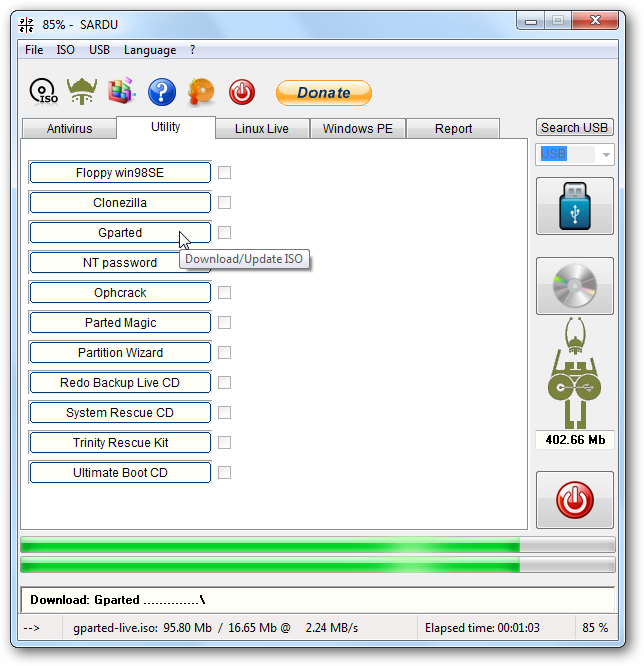 85% -  SARDU
File ISO USB Language ?
ISO
Donate
Antivirus Utility Linux Live Windows PE Report
Search USB
USB
Floppy win98SE
Clonezilla
Gparted
Download/Update ISO
NT password
Ophcrack
Parted Magic
Partition Wizard
Redo Backup Live CD
System Rescue CD
Trinity Rescue Kit
Ultimate Boot CD
402.66 Mb
Download: Gparted .............\
--> gparted-live.iso: 95.80 Mb / 16.65 Mb @ 2.24 MB/s Elapsed time: 00:01:03 85 %